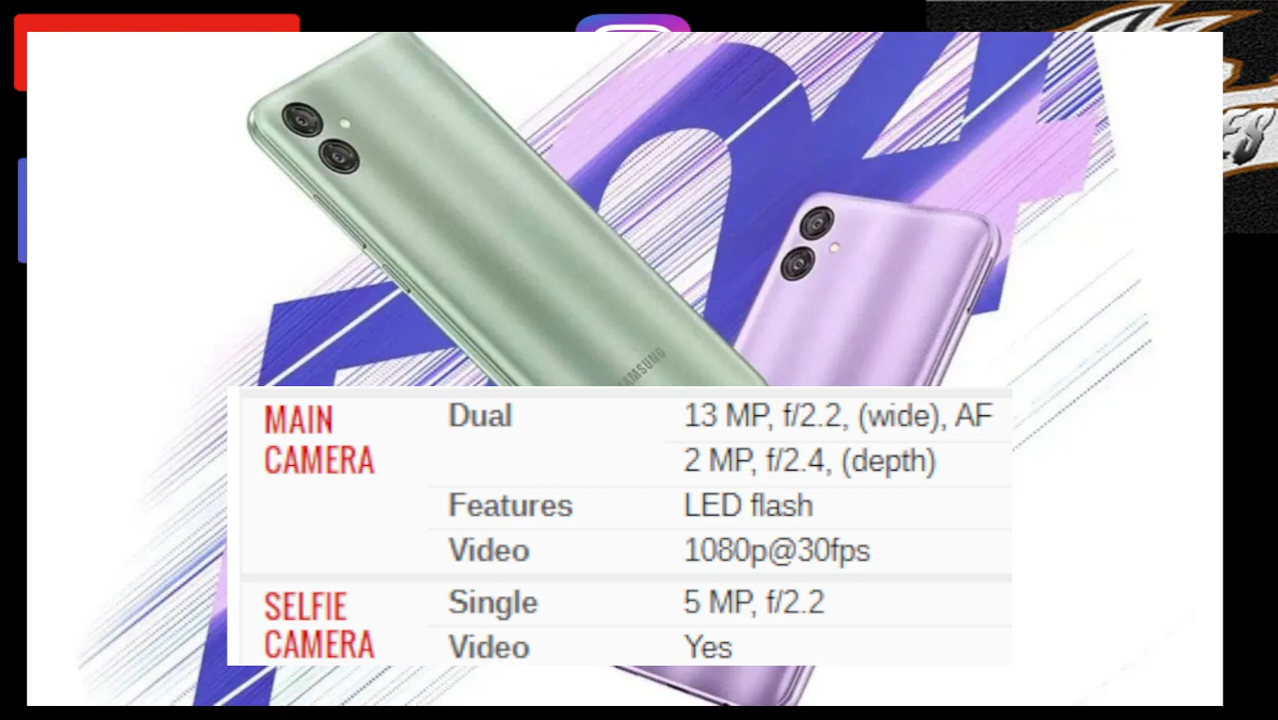 SAMSUNG
MAIN CAMERA Dual 13 MP, f/2.2, (wide), AF
2 MP, f/2.4, (depth)
Features LED flash
Video 1080p@30fps
SELFIE CAMERA Single 5 MP, f/2.2
Video Yes